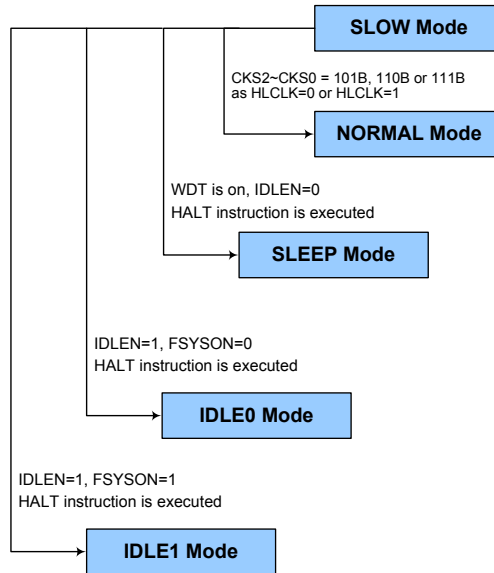 SLOW Mode
CKS2~CKS0 = 101B, 110B or 111B
as HLCLK=0 or HLCLK=1
NORMAL Mode
WDT is on, IDLEN=0
HALT instruction is executed
SLEEP Mode
IDLEN=1, FSYSON=0
HALT instruction is executed
IDLE0 Mode
IDLEN=1, FSYSON=1
HALT instruction is executed
IDLE1 Mode